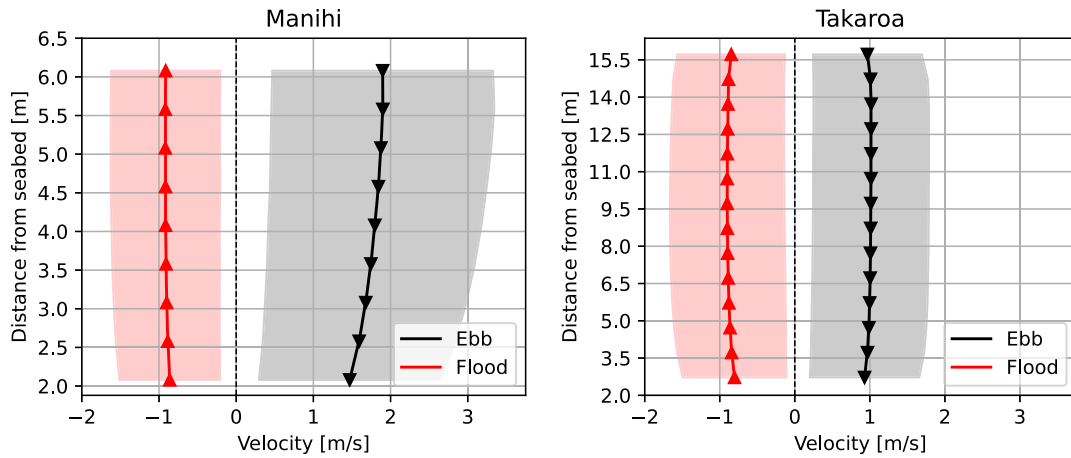 Manihi
Distance from seabed [m]
6.5
6.0
5.5
5.0
4.5
4.0
3.5
3.0
2.5
2.0
Ebb
Flood
−2 −1 0 1 2 3
Velocity [m/s]
Takaroa
Distance from seabed [m]
15.5
14.0
12.5
11.0
9.5
8.0
6.5
5.0
3.5
2.0
Ebb
Flood
−2 −1 0 1 2 3
Velocity [m/s]